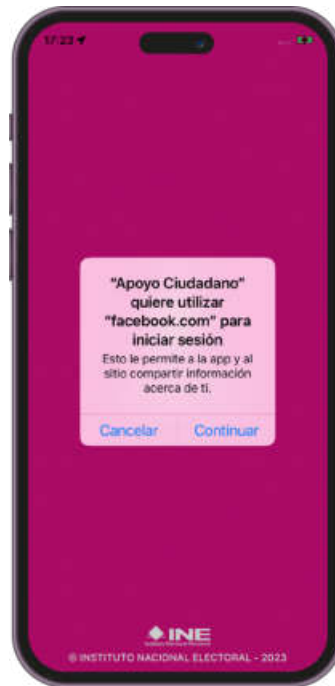 17:23
"Apoyo Ciudadano"
quiere utilizar
"facebook.com" para
iniciar sesión
Esto le permite a la app y al
sitio compartir información
acerca de ti.
Cancelar Continuar
INE
© INSTITUTO NACIONAL ELECTORAL - 2023